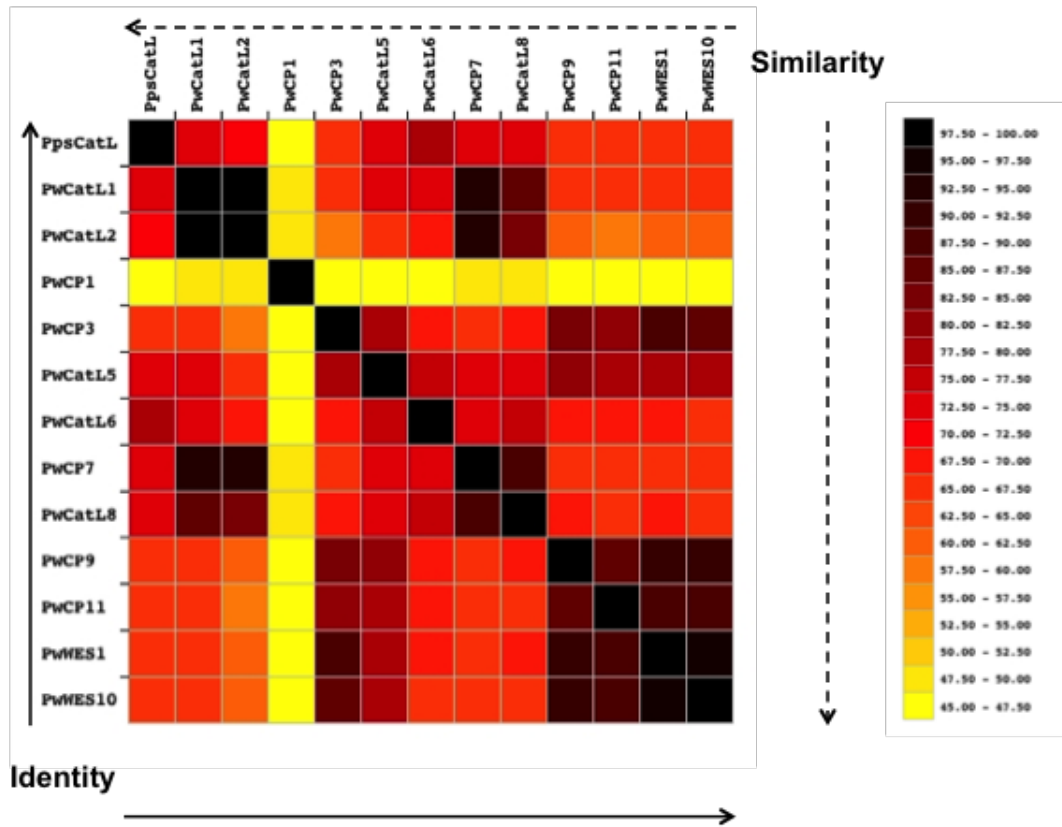 Similarity
PpsCatL
PwCatL1
PwCatL2
PwCP1
PwCP3
PwCatL5
PwCatL6
PwCP7
PwCatL8
PwCP9
PwCP11
PwWES1
PwWES10
PpsCatL
PwCatL1
PwCatL2
PwCP1
PwCP3
PwCatL5
PwCatL6
PwCP7
PwCatL8
PwCP9
PwCP11
PwWES1
PwWES10
97.50 - 100.00
95.00 - 97.50
92.50 - 95.00
90.00 - 92.50
87.50 - 90.00
85.00 - 87.50
82.50 - 85.00
80.00 - 82.50
77.50 - 80.00
75.00 - 77.50
72.50 - 75.00
70.00 - 72.50
67.50 - 70.00
65.00 - 67.50
62.50 - 65.00
60.00 - 62.50
57.50 - 60.00
55.00 - 57.50
52.50 - 55.00
50.00 - 52.50
47.50 - 50.00
45.00 - 47.50
Identity